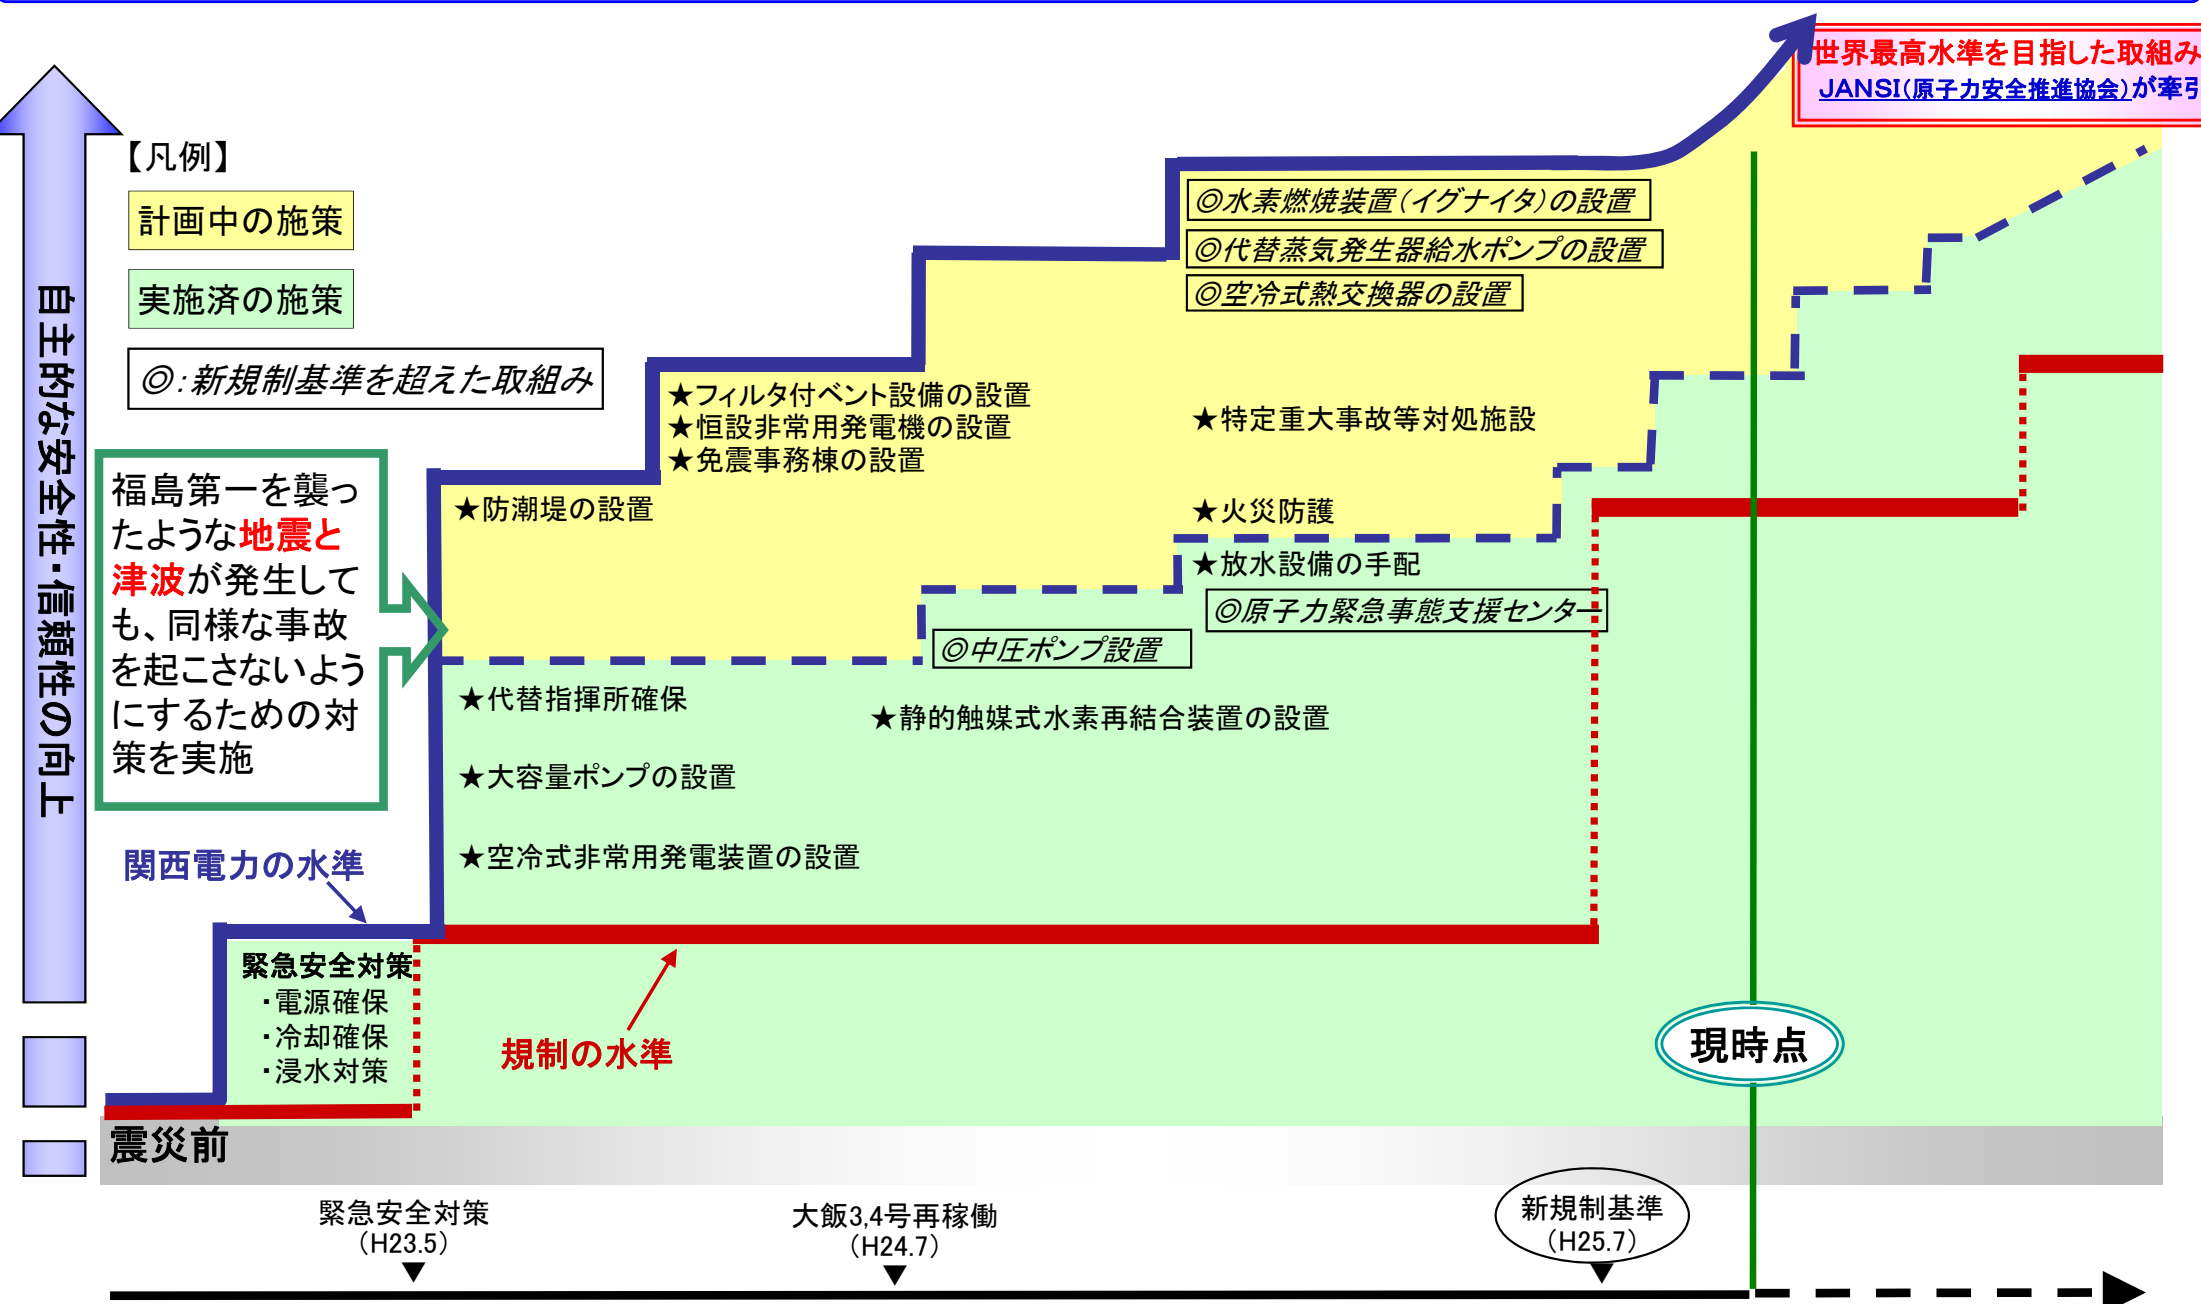 世界最高水準を目指した取組み
JANSI(原子力安全推進協会)が牽引
【凡例】
計画中の施策
実施済の施策
◎:新規制基準を超えた取組み
自主的な安全性・信頼性の向上
◎水素燃焼装置(イグナイタ)の設置
◎代替蒸気発生器給水ポンプの設置
◎空冷式熱交換器の設置
★フィルタ付ベント設備の設置
★恒設非常用発電機の設置
★免震事務棟の設置
★特定重大事故等対処施設
★防潮堤の設置
★火災防護
福島第一を襲っ
たような地震と
津波が発生して
も、同様な事故
を起こさないよう
にするための対
策を実施
★放水設備の手配
◎原子力緊急事態支援センター
◎中圧ポンプ設置
★代替指揮所確保
★静的触媒式水素再結合装置の設置
★大容量ポンプの設置
★空冷式非常用発電装置の設置
関西電力の水準
緊急安全対策
・電源確保
・冷却確保
・浸水対策
規制の水準
現時点
震災前
緊急安全対策
(H23.5)
大飯3,4号再稼働
(H24.7)
新規制基準
(H25.7)